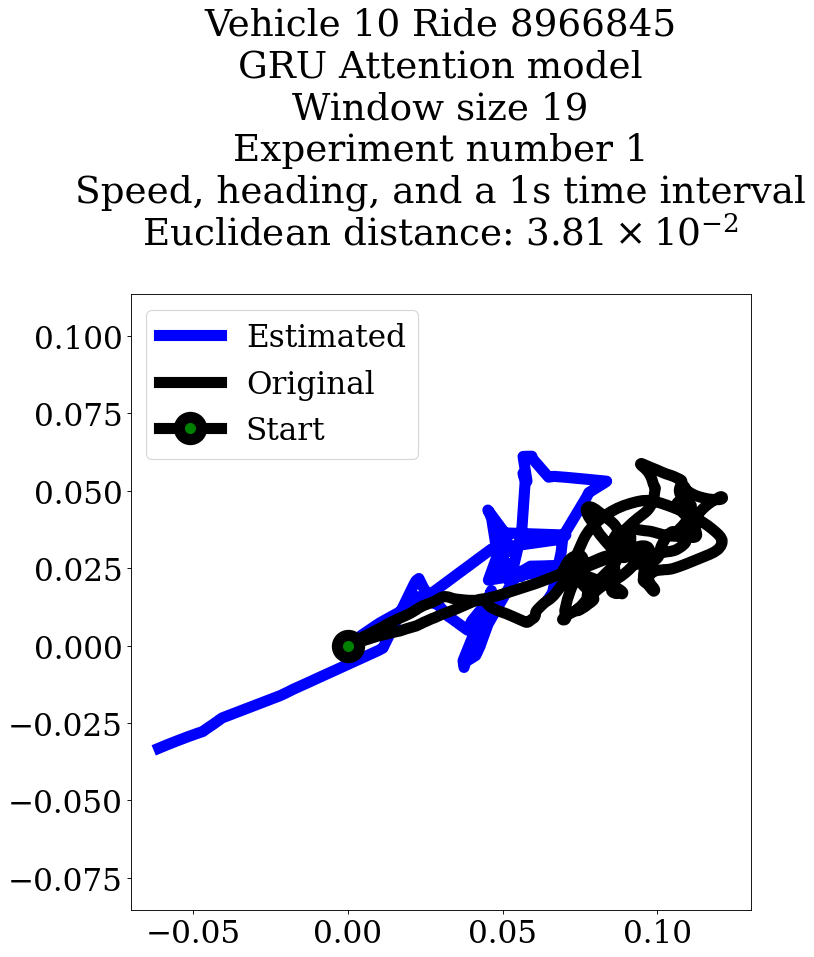 Vehicle 10 Ride 8966845
GRU Attention model
Window size 19
Experiment number 1
Speed, heading, and a 1s time interval
Euclidean distance: 3.81 × 10⁻²
Estimated
Original
Start
0.100
0.075
0.050
0.025
0.000
−0.025
−0.050
−0.075
−0.05 0.00 0.05 0.10